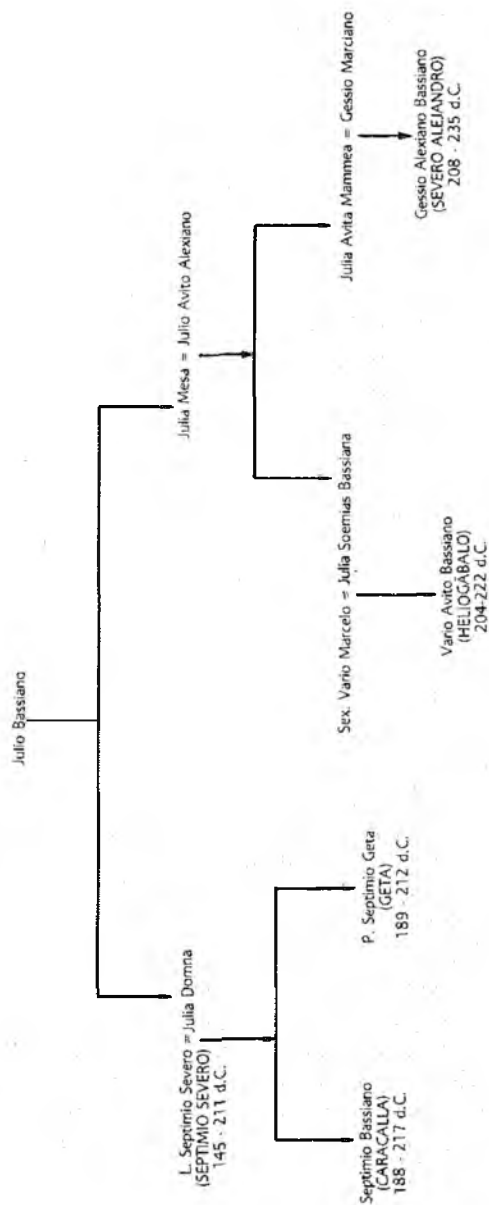 Julio Bassiano
L. Septimio Severo = Julia Domna
(SEPTIMIO SEVERO)
145 - 211 d.C.
Julia Mesa = Julio Avito Alexiano
Septimio Bassiano
(CARACALLA)
188 - 217 d.C.
P. Septimio Geta
(GETA)
189 - 212 d.C.
Sex. Vario Marcelo = Julia Soemias Bassiana
Julia Avita Mammea = Gessio Marciano
Vario Avito Bassiano
(HELIOGÁBALO)
204-222 d.C.
Gessio Alexiano Bassiano
(SEVERO ALEJANDRO)
208 - 235 d.C.